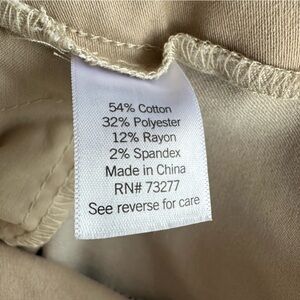 54% Cotton
32% Polyester
12% Rayon
2% Spandex
Made in China
RN# 73277
See reverse for care